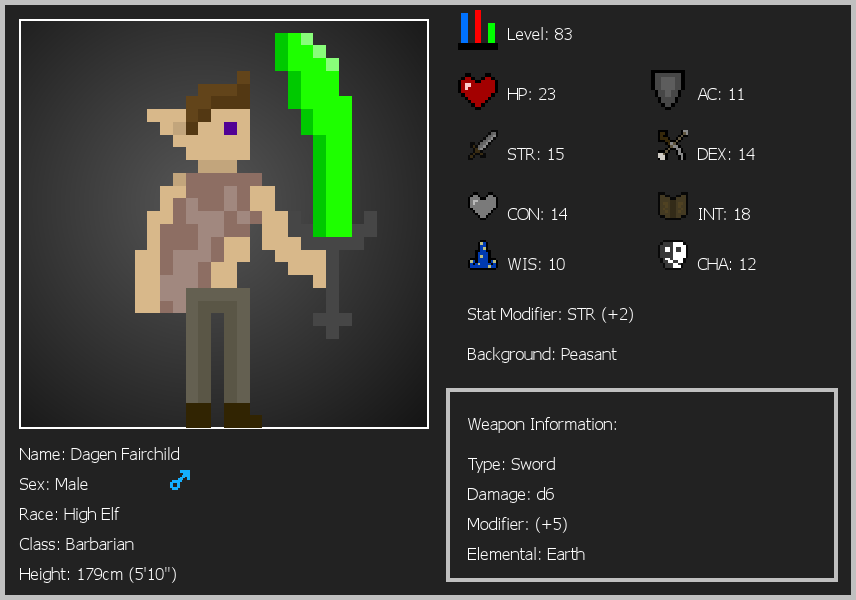 Level: 83
HP: 23
AC: 11
STR: 15
DEX: 14
CON: 14
INT: 18
WIS: 10
CHA: 12
Stat Modifier: STR (+2)
Background: Peasant
Weapon Information:
Type: Sword
Damage: d6
Modifier: (+5)
Elemental: Earth
Name: Dagen Fairchild
Sex: Male
Race: High Elf
Class: Barbarian
Height: 179cm (5'10")